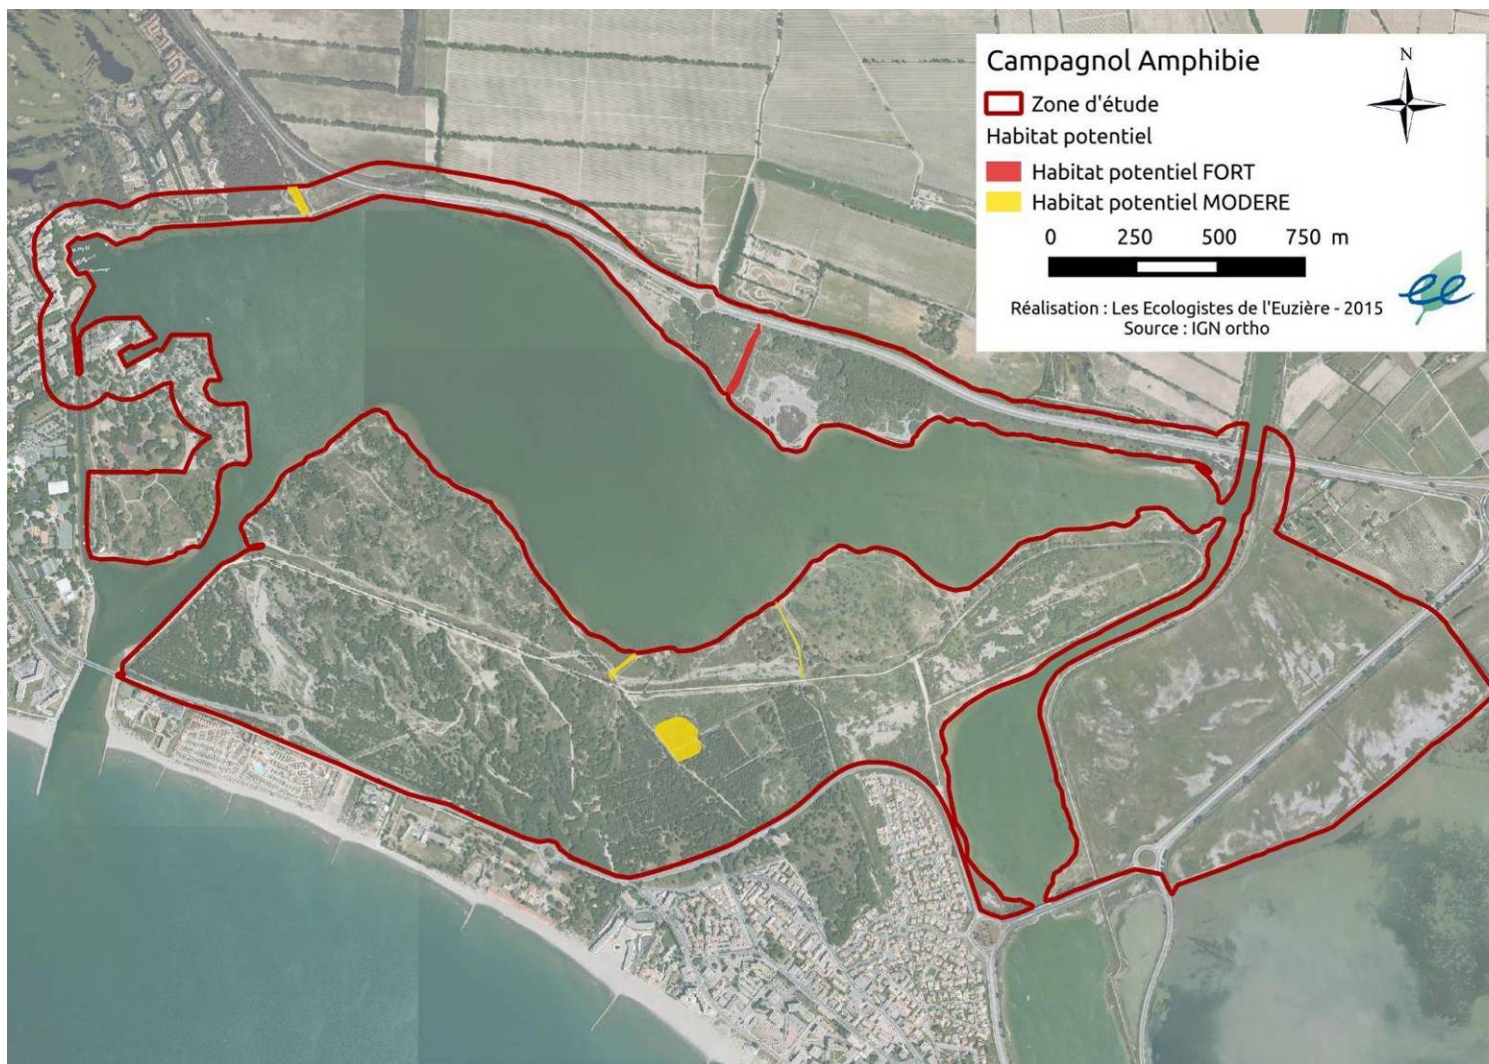 Campagnol Amphibie
N
Zone d'étude
Habitat potentiel
Habitat potentiel FORT
Habitat potentiel MODERE
0 250 500 750 m
Réalisation : Les Ecologistes de l'Euzière - 2015
Source : IGN ortho
ee